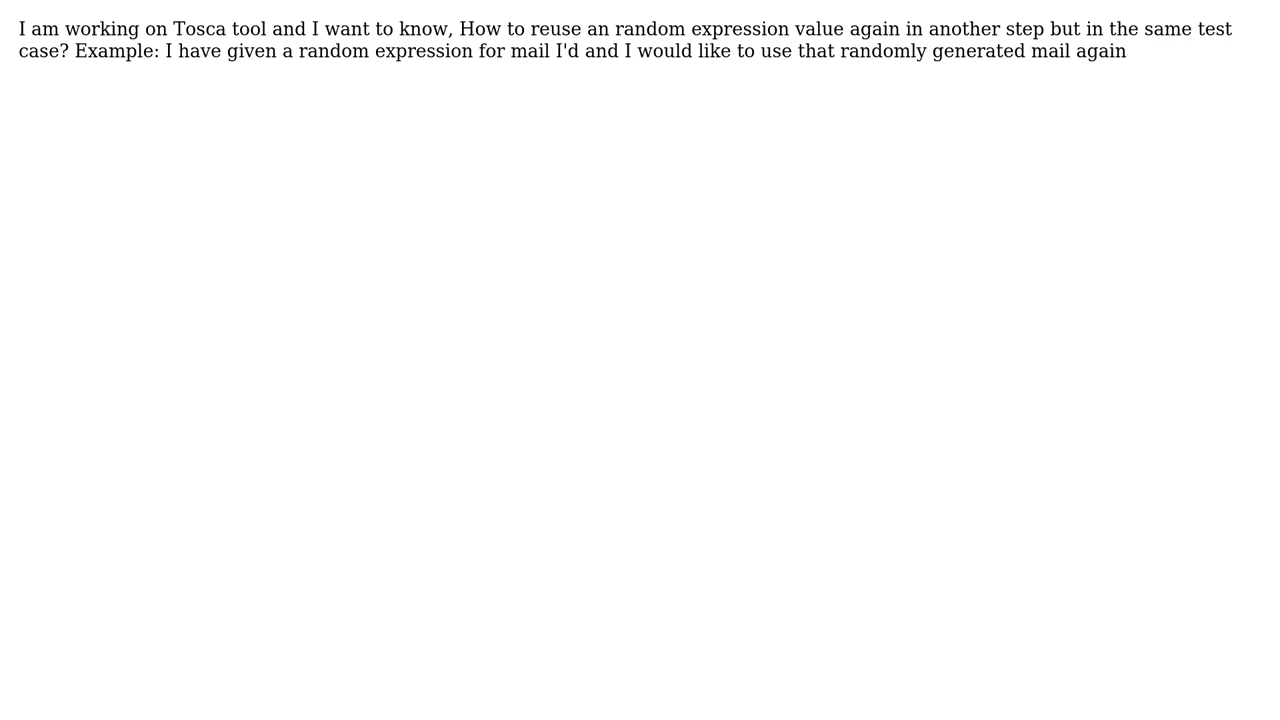 I am working on Tosca tool and I want to know, How to reuse an random expression value again in another step but in the same test
case? Example: I have given a random expression for mail I'd and I would like to use that randomly generated mail again